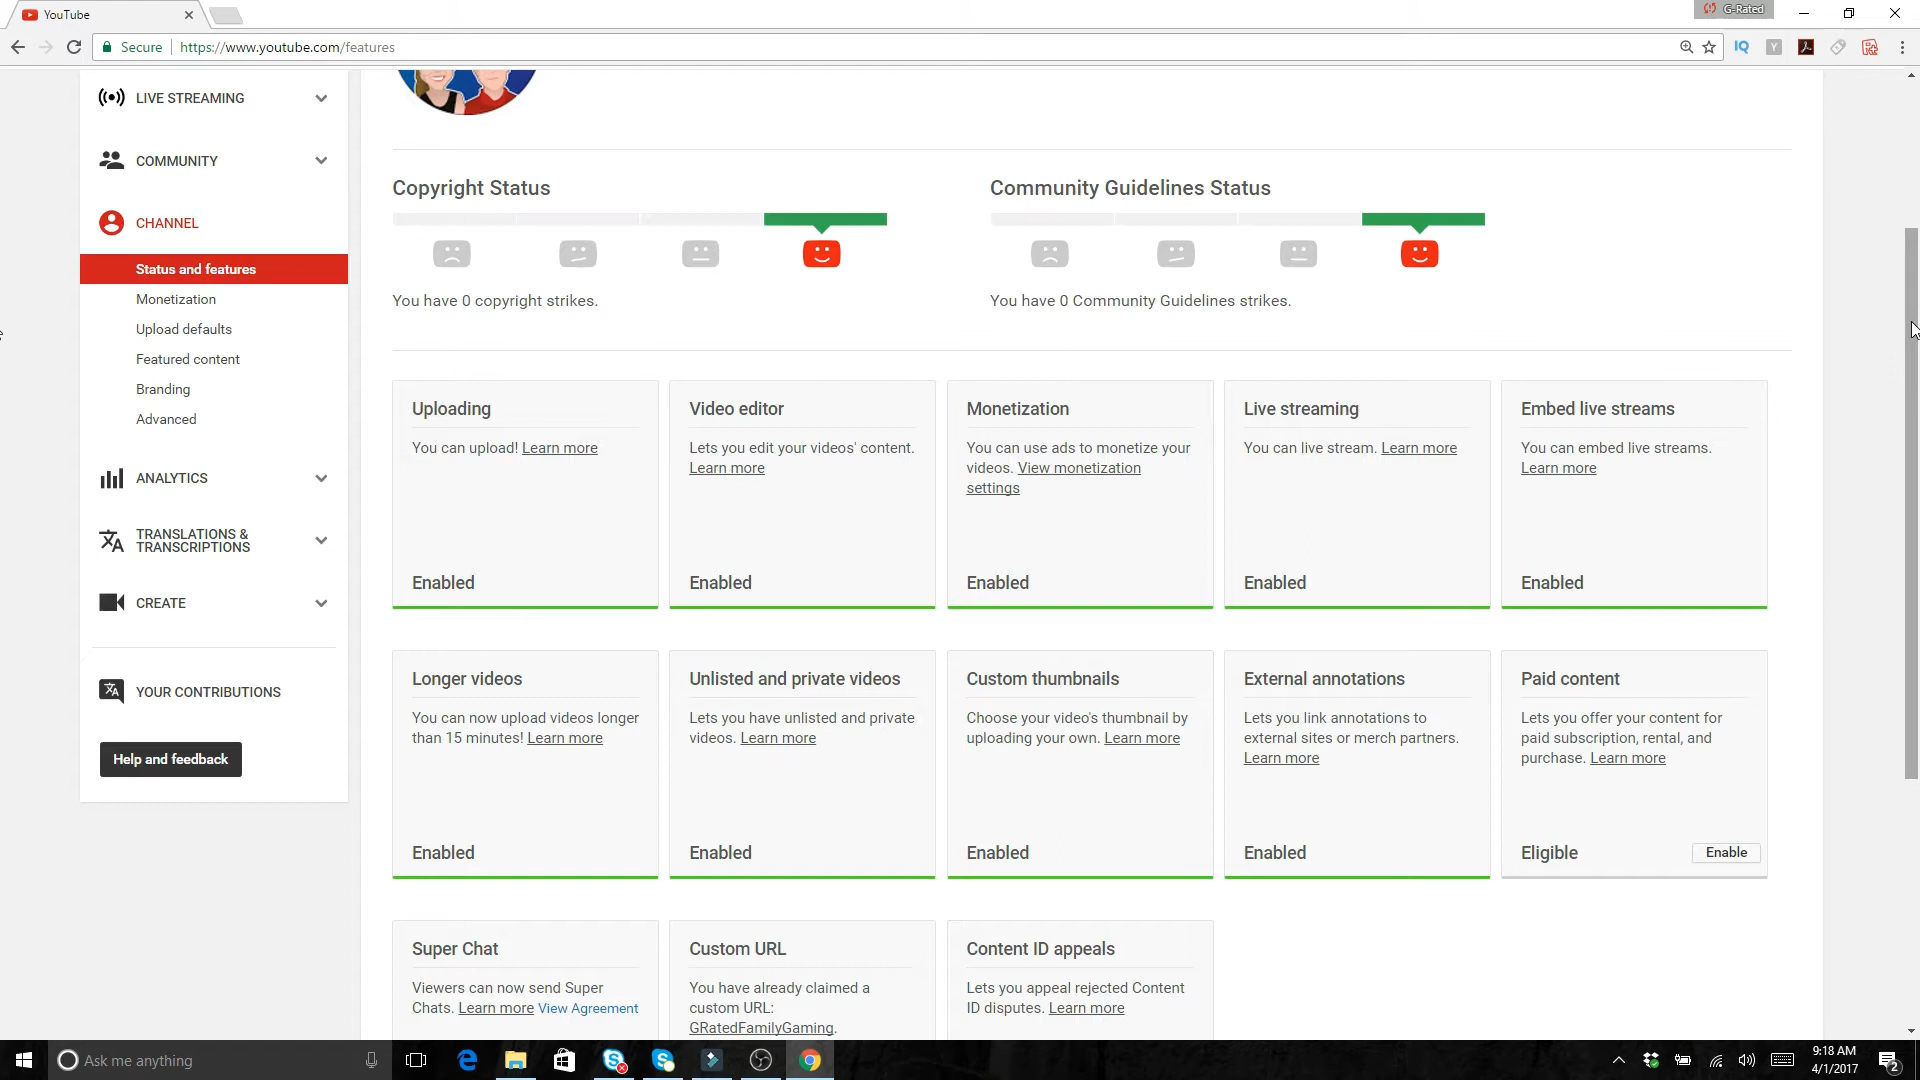 YouTube
G-Rated
Secure https://www.youtube.com/features
IQ
Y
LIVE STREAMING
COMMUNITY
CHANNEL
Status and features
Monetization
Upload defaults
Featured content
Branding
Advanced
ANALYTICS
TRANSLATIONS &
TRANSCRIPTIONS
CREATE
YOUR CONTRIBUTIONS
Help and feedback
Copyright Status
You have 0 copyright strikes.
Community Guidelines Status
You have 0 Community Guidelines strikes.
Uploading
You can upload! Learn more
Enabled
Video editor
Lets you edit your videos' content.
Learn more
Enabled
Monetization
You can use ads to monetize your
videos. View monetization
settings
Enabled
Live streaming
You can live stream. Learn more
Enabled
Embed live streams
You can embed live streams.
Learn more
Enabled
Longer videos
You can now upload videos longer
than 15 minutes! Learn more
Enabled
Unlisted and private videos
Lets you have unlisted and private
videos. Learn more
Enabled
Custom thumbnails
Choose your video's thumbnail by
uploading your own. Learn more
Enabled
External annotations
Lets you link annotations to
external sites or merch partners.
Learn more
Enabled
Paid content
Lets you offer your content for
paid subscription, rental, and
purchase. Learn more
Eligible Enable
Super Chat
Viewers can now send Super
Chats. Learn more View Agreement
Custom URL
You have already claimed a
custom URL:
GRatedFamilyGaming.
Content ID appeals
Lets you appeal rejected Content
ID disputes. Learn more
Ask me anything
9:18 AM
4/1/2017
2